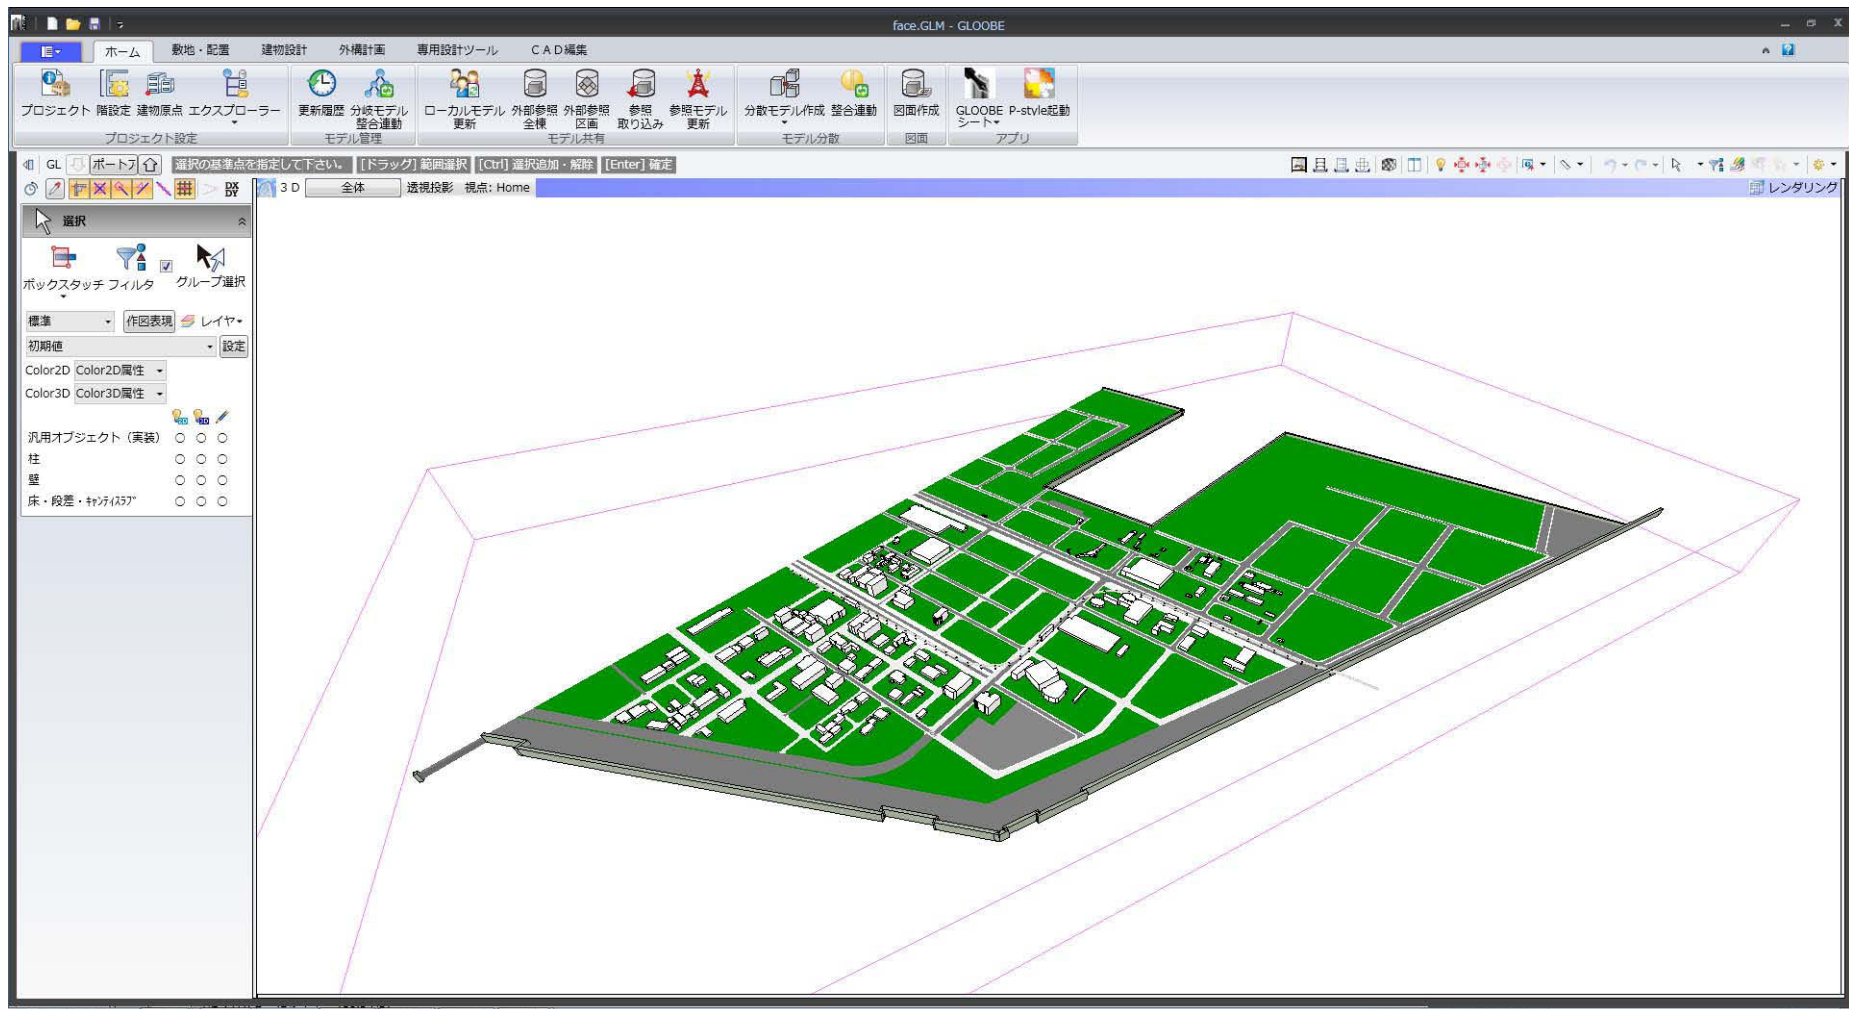 face.GLM - GLOOBE
ホーム 敷地・配置 建物設計 外構計画 専用設計ツール CAD編集
プロジェクト 階設定 建物原点 エクスプローラー 更新履歴 分岐モデル 整合連動 ローカルモデル 更新 外部参照 全棟 外部参照 区画 参照 取り込み 参照モデル 更新 分散モデル作成 整合連動 図面作成 GLOOBE シート P-style起動
プロジェクト設定 モデル管理 モデル共有 モデル分散 図面 アプリ
GL ポートフ 選択の基準点を指定して下さい。 [ドラッグ] 範囲選択 [Ctrl] 選択追加・解除 [Enter] 確定
DX
DY
3 D 全体 透視投影 視点: Home レンダリング
選択
ボックスタッチ フィルタ グループ選択
標準 作図表現 レイヤ
初期値 設定
Color2D Color2D属性
Color3D Color3D属性
2D 3D
汎用オブジェクト（実装）
柱
壁
床・段差・ｷｬﾝﾃｨｽﾗﾌﾞ